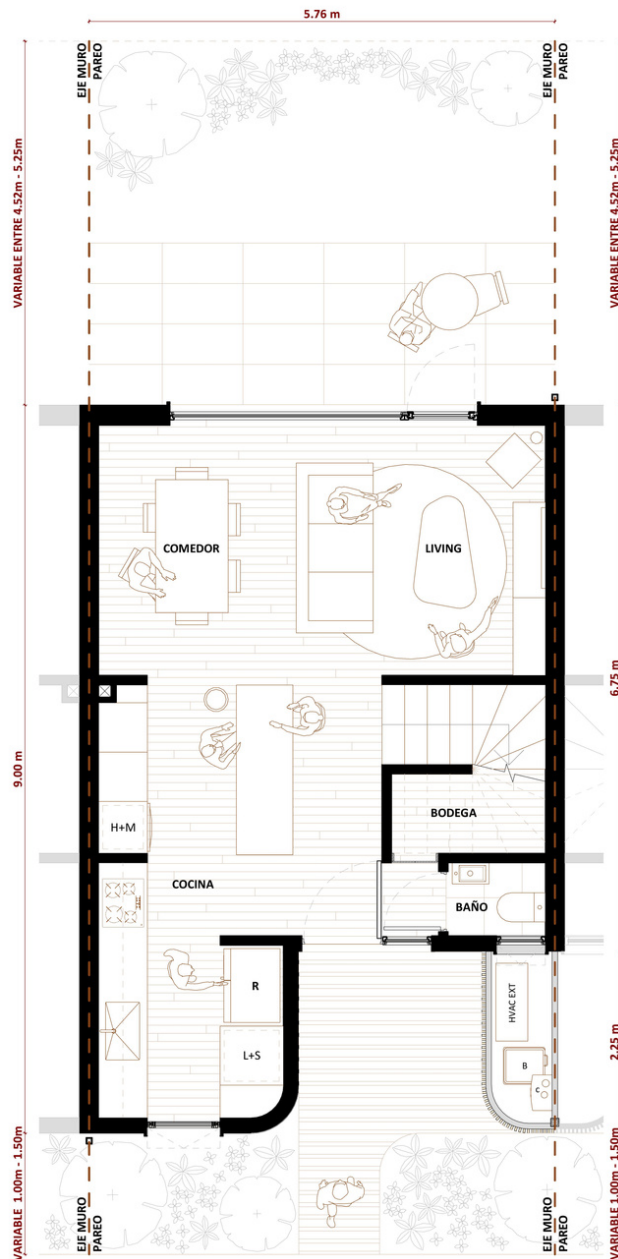 5.76 m
EJE MURO
PAREO
EJE MURO
PAREO
VARIABLE ENTRE 4.52m - 5.25m
VARIABLE ENTRE 4.52m - 5.25m
COMEDOR
LIVING
6.75 m
9.00 m
H+M
BODEGA
COCINA
BAÑO
R
HVAC EXT
L+S
B
C
2.25 m
VARIABLE 1.00m - 1.50m
EJE MURO
PAREO
EJE MURO
PAREO
VARIABLE 1.00m - 1.50m